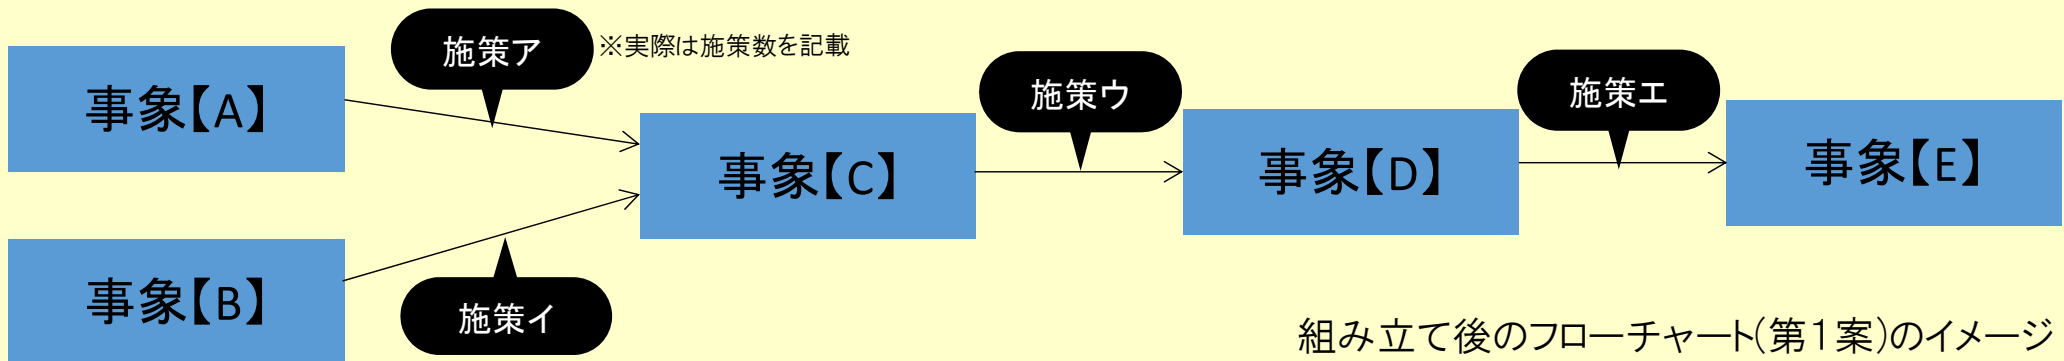 施策ア
※実際は施策数を記載
事象【A】
施策ウ
施策エ
事象【C】
事象【D】
事象【E】
事象【B】
施策イ
組み立て後のフローチャート(第1案)のイメージ